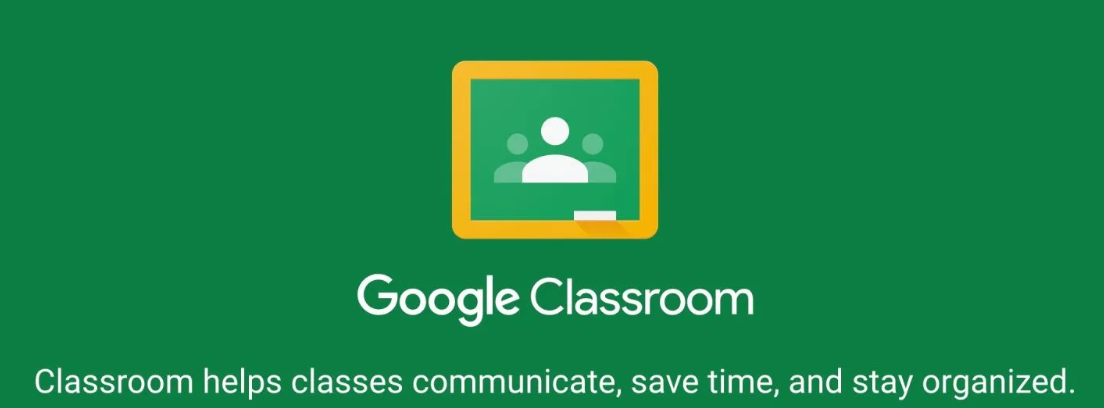 Google Classroom
Classroom helps classes communicate, save time, and stay organized.